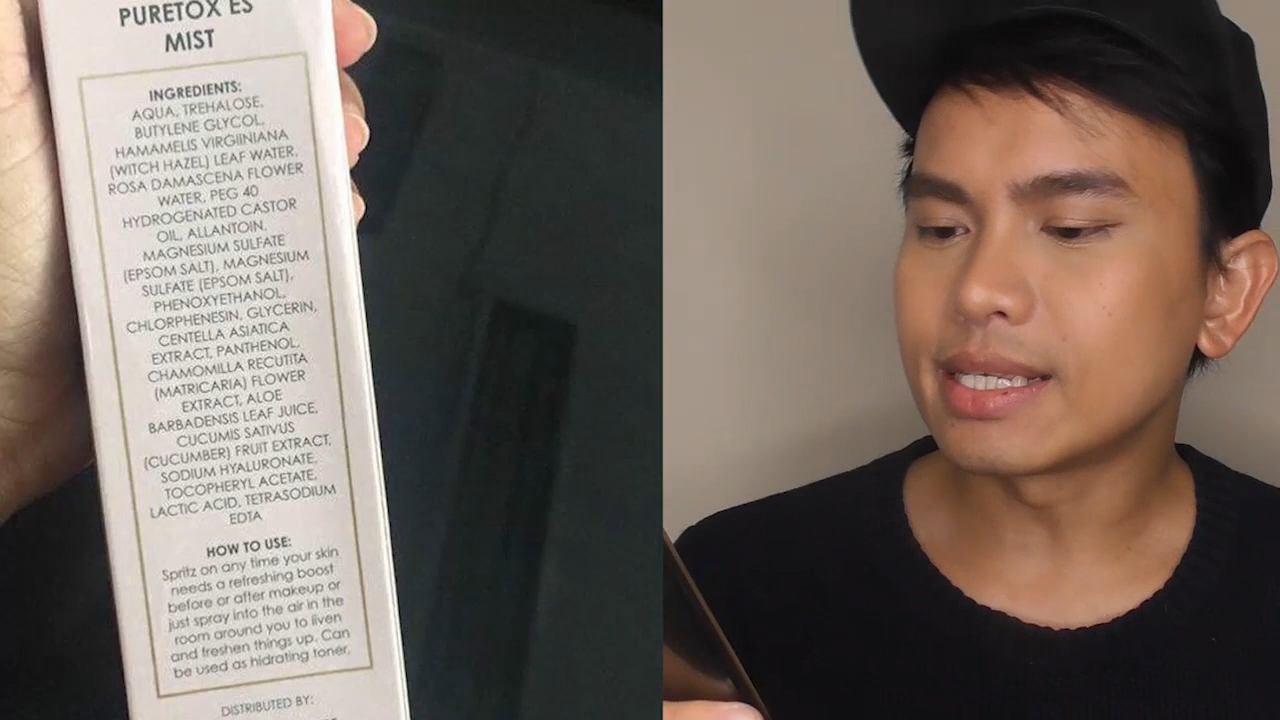 PURETOX ES
MIST
INGREDIENTS:
AQUA, TREHALOSE,
BUTYLENE GLYCOL,
HAMAMELIS VIRGIINIANA
(WITCH HAZEL) LEAF WATER,
ROSA DAMASCENA FLOWER
WATER, PEG 40
HYDROGENATED CASTOR
OIL, ALLANTOIN,
MAGNESIUM SULFATE
(EPSOM SALT), MAGNESIUM
SULFATE (EPSOM SALT),
PHENOXYETHANOL,
CHLORPHENESIN, GLYCERIN,
CENTELLA ASIATICA
EXTRACT, PANTHENOL,
CHAMOMILLA RECUTITA
(MATRICARIA) FLOWER
EXTRACT, ALOE
BARBADENSIS LEAF JUICE,
CUCUMIS SATIVUS
(CUCUMBER) FRUIT EXTRACT,
SODIUM HYALURONATE,
TOCOPHERYL ACETATE,
LACTIC ACID, TETRASODIUM
EDTA
HOW TO USE:
Spritz on any time your skin
needs a refreshing boost
before or after makeup or
just spray into the air in the
room around you to liven
and freshen things up. Can
be used as hidrating toner.
DISTRIBUTED BY: